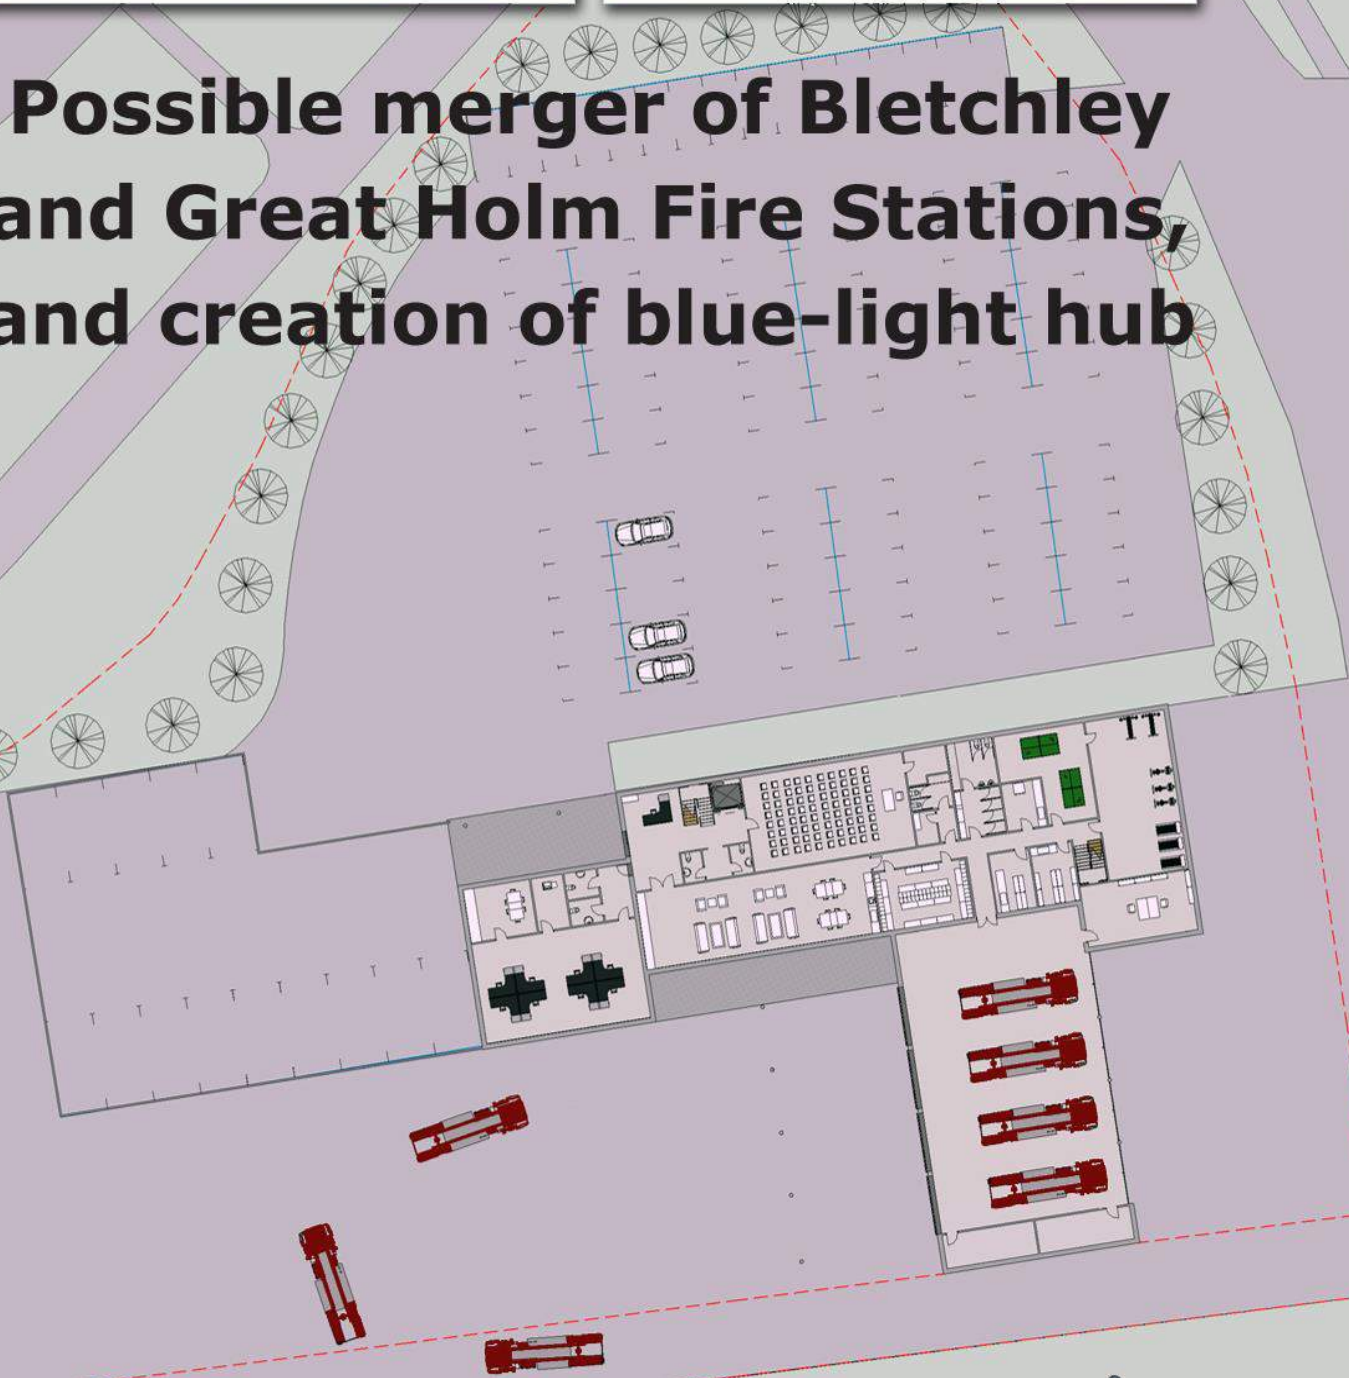 Possible merger of Bletchley
and Great Holm Fire Stations,
and creation of blue-light hub